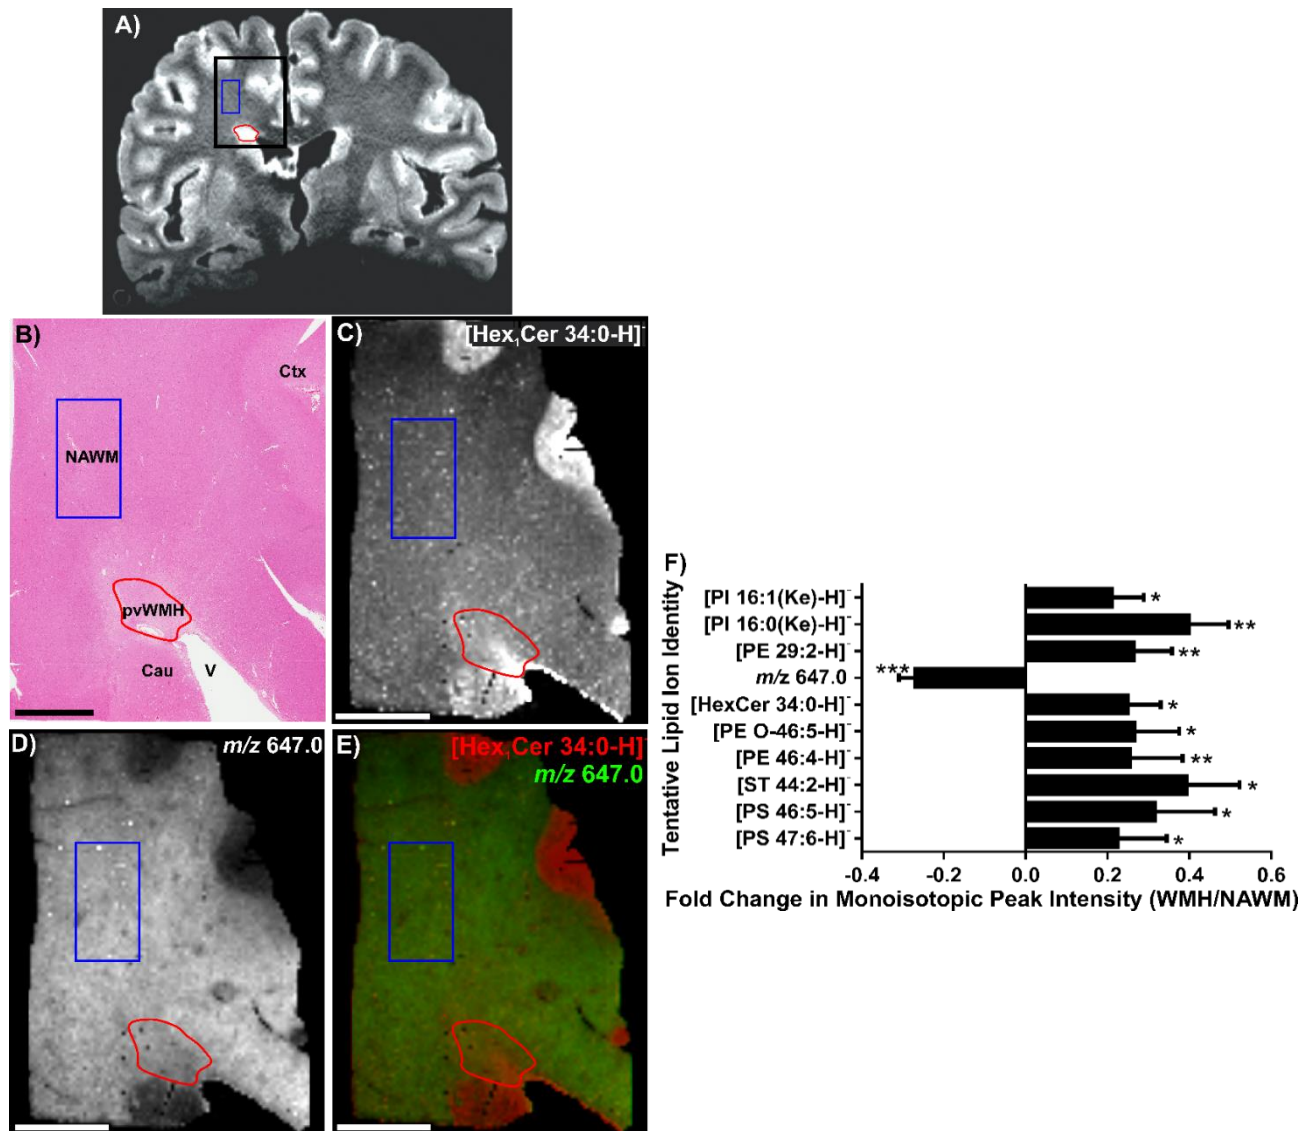 A)
B)
Ctx
NAWM
pvWMH
Cau
V
C)
[Hex₁Cer 34:0-H]⁻
D)
m/z 647.0
E)
[Hex₁Cer 34:0-H]⁻
m/z 647.0
F)
Tentative Lipid Ion Identity
[PI 16:1(Ke)-H]⁻
*
[PI 16:0(Ke)-H]⁻
**
[PE 29:2-H]⁻
**
m/z 647.0
***
[HexCer 34:0-H]⁻
*
[PE O-46:5-H]⁻
*
[PE 46:4-H]⁻
**
[ST 44:2-H]⁻
*
[PS 46:5-H]⁻
*
[PS 47:6-H]⁻
*
-0.4 -0.2 0.0 0.2 0.4 0.6
Fold Change in Monoisotopic Peak Intensity (WMH/NAWM)